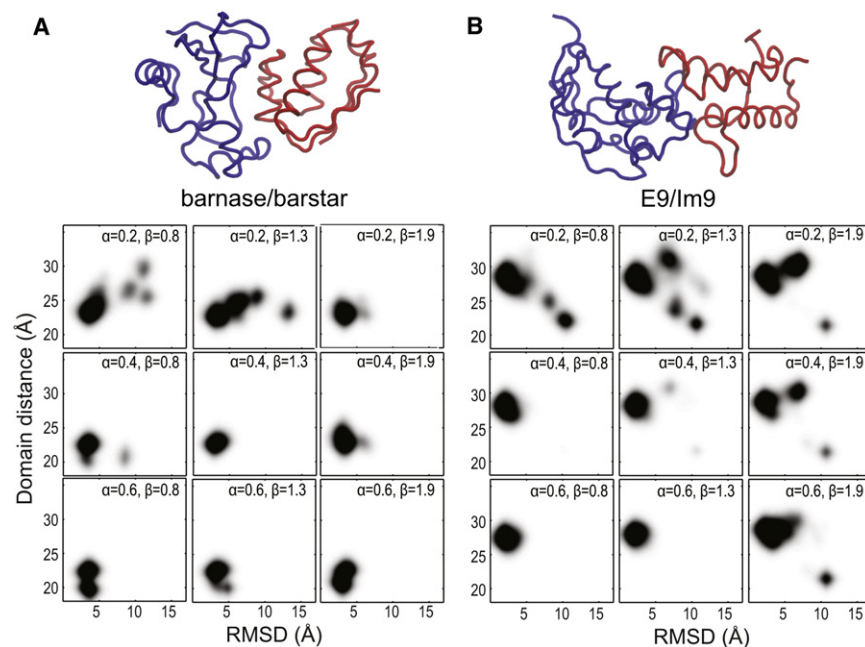 A
B
barnase/barstar
E9/Im9
α=0.2, β=0.8
α=0.2, β=1.3
α=0.2, β=1.9
α=0.2, β=0.8
α=0.2, β=1.3
α=0.2, β=1.9
30
25
20
30
25
20
α=0.4, β=0.8
α=0.4, β=1.3
α=0.4, β=1.9
α=0.4, β=0.8
α=0.4, β=1.3
α=0.4, β=1.9
Domain distance (Å)
30
25
20
30
25
20
α=0.6, β=0.8
α=0.6, β=1.3
α=0.6, β=1.9
α=0.6, β=0.8
α=0.6, β=1.3
α=0.6, β=1.9
30
25
20
30
25
20
5 10 15 5 10 15 5 10 15
5 10 15 5 10 15 5 10 15
RMSD (Å)
RMSD (Å)